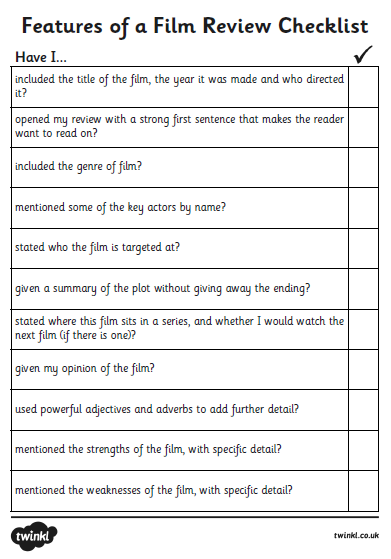 Features of a Film Review Checklist
Have I...
included the title of the film, the year it was made and who directed
it?
opened my review with a strong first sentence that makes the reader
want to read on?
included the genre of film?
mentioned some of the key actors by name?
stated who the film is targeted at?
given a summary of the plot without giving away the ending?
stated where this film sits in a series, and whether I would watch the
next film (if there is one)?
given my opinion of the film?
used powerful adjectives and adverbs to add further detail?
mentioned the strengths of the film, with specific detail?
mentioned the weaknesses of the film, with specific detail?
twinkl
twinkl.co.uk